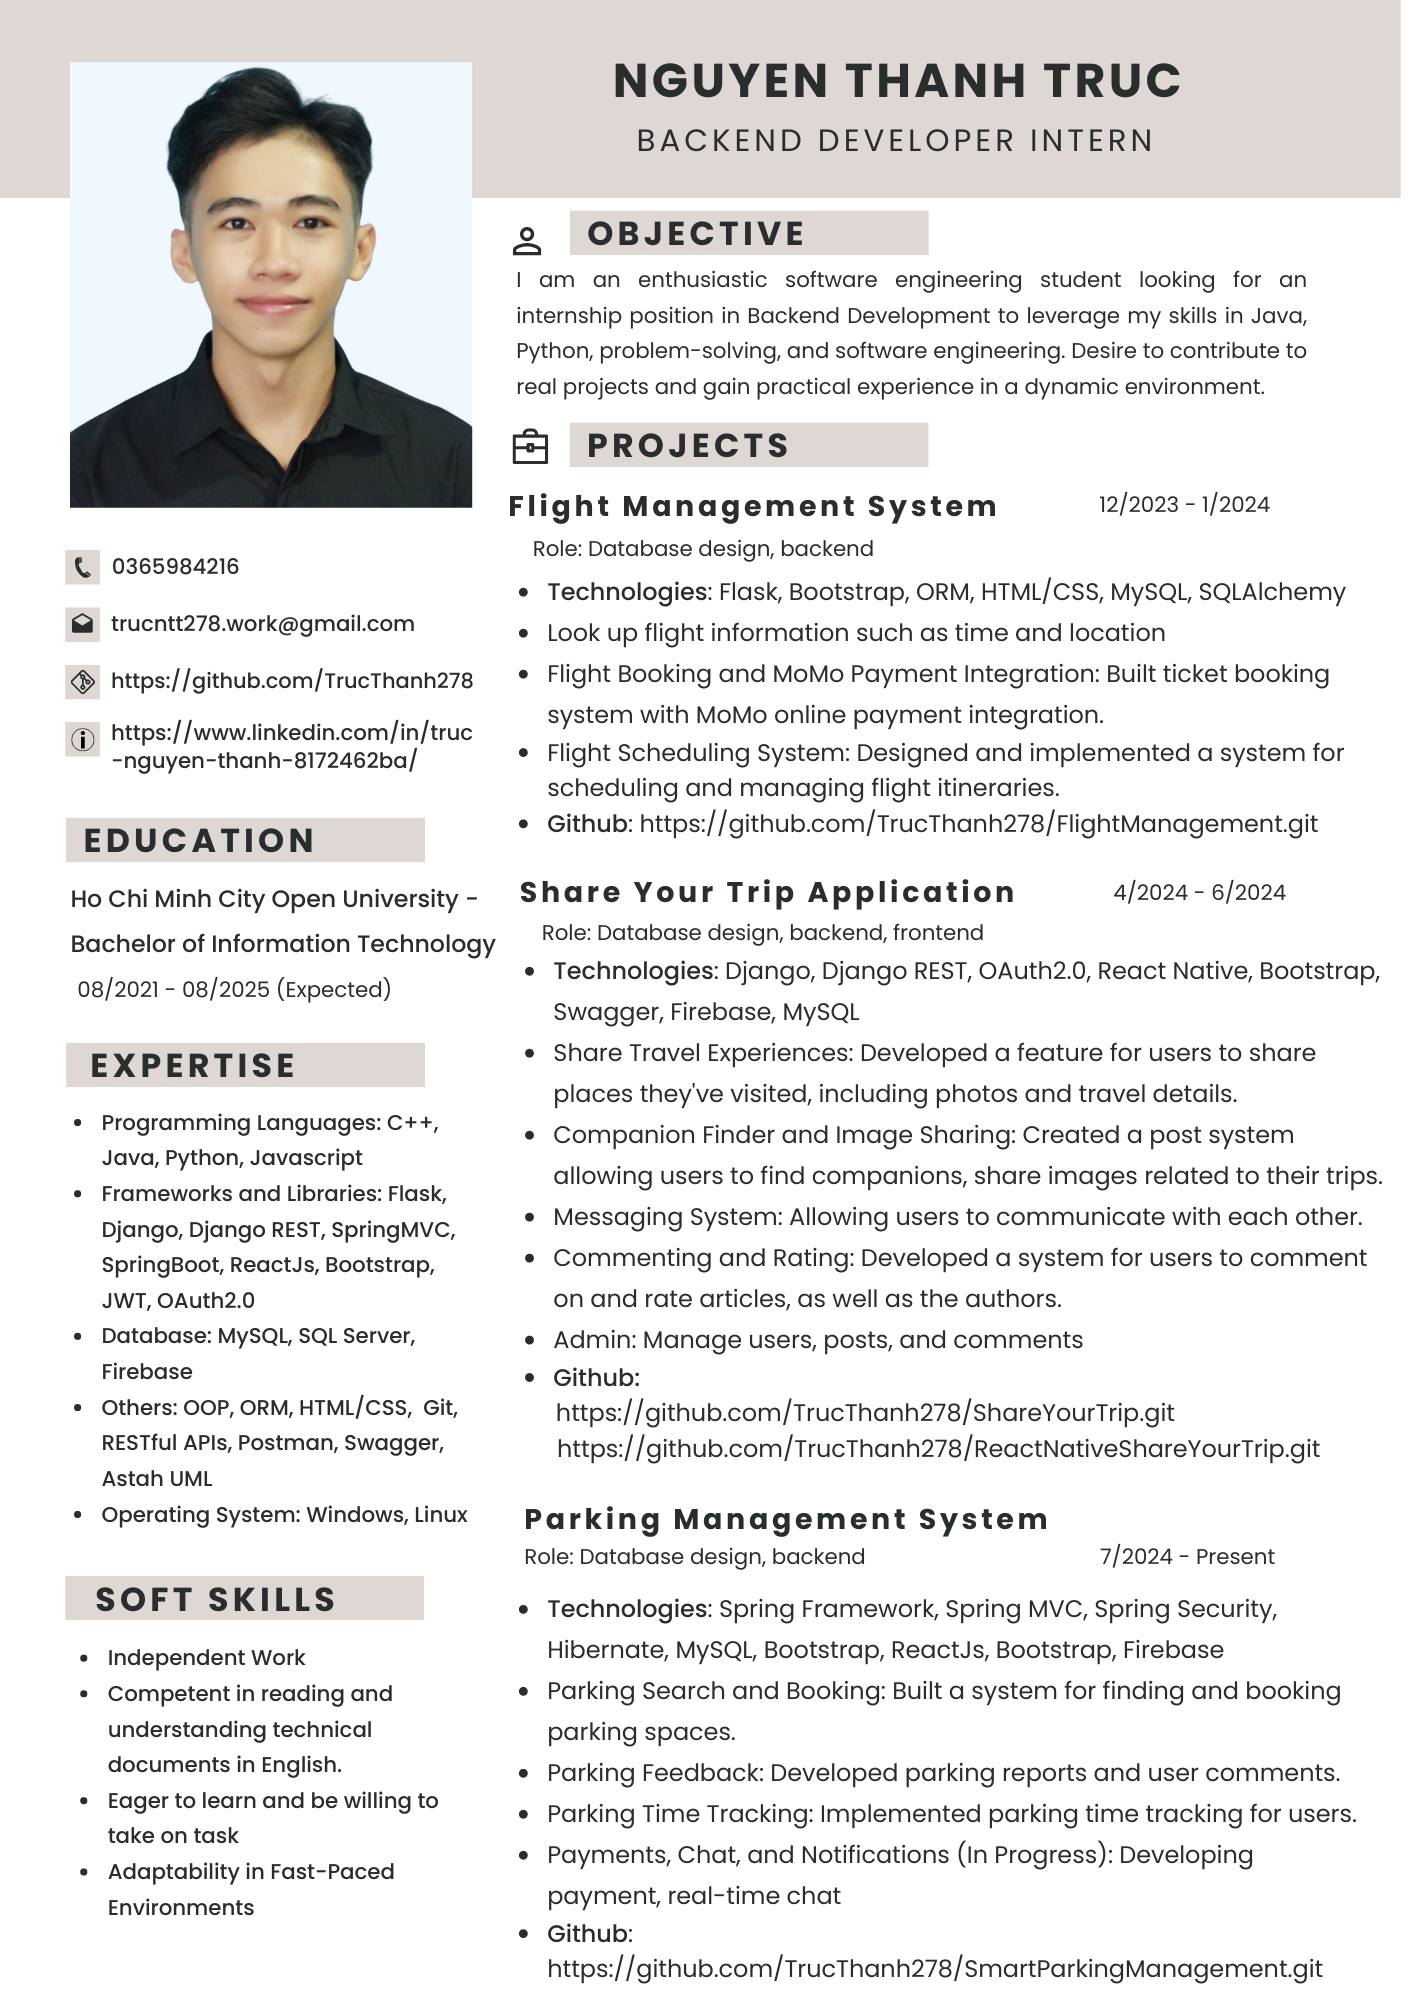 NGUYEN THANH TRUC
BACKEND DEVELOPER INTERN
0365984216
trucntt278.work@gmail.com
https://github.com/TrucThanh278
https://www.linkedin.com/in/truc
-nguyen-thanh-8172462ba/
EDUCATION
Ho Chi Minh City Open University -
Bachelor of Information Technology
08/2021 - 08/2025 (Expected)
EXPERTISE
• Programming Languages: C++,
Java, Python, Javascript
• Frameworks and Libraries: Flask,
Django, Django REST, SpringMVC,
SpringBoot, ReactJs, Bootstrap,
JWT, OAuth2.0
• Database: MySQL, SQL Server,
Firebase
• Others: OOP, ORM, HTML/CSS, Git,
RESTful APIs, Postman, Swagger,
Astah UML
• Operating System: Windows, Linux
SOFT SKILLS
• Independent Work
• Competent in reading and
understanding technical
documents in English.
• Eager to learn and be willing to
take on task
• Adaptability in Fast-Paced
Environments
OBJECTIVE
I am an enthusiastic software engineering student looking for an
internship position in Backend Development to leverage my skills in Java,
Python, problem-solving, and software engineering. Desire to contribute to
real projects and gain practical experience in a dynamic environment.
PROJECTS
Flight Management System 12/2023 - 1/2024
Role: Database design, backend
• Technologies: Flask, Bootstrap, ORM, HTML/CSS, MySQL, SQLAlchemy
• Look up flight information such as time and location
• Flight Booking and MoMo Payment Integration: Built ticket booking
system with MoMo online payment integration.
• Flight Scheduling System: Designed and implemented a system for
scheduling and managing flight itineraries.
• Github: https://github.com/TrucThanh278/FlightManagement.git
Share Your Trip Application 4/2024 - 6/2024
Role: Database design, backend, frontend
• Technologies: Django, Django REST, OAuth2.0, React Native, Bootstrap,
Swagger, Firebase, MySQL
• Share Travel Experiences: Developed a feature for users to share
places they've visited, including photos and travel details.
• Companion Finder and Image Sharing: Created a post system
allowing users to find companions, share images related to their trips.
• Messaging System: Allowing users to communicate with each other.
• Commenting and Rating: Developed a system for users to comment
on and rate articles, as well as the authors.
• Admin: Manage users, posts, and comments
• Github:
https://github.com/TrucThanh278/ShareYourTrip.git
https://github.com/TrucThanh278/ReactNativeShareYourTrip.git
Parking Management System
Role: Database design, backend 7/2024 - Present
• Technologies: Spring Framework, Spring MVC, Spring Security,
Hibernate, MySQL, Bootstrap, ReactJs, Bootstrap, Firebase
• Parking Search and Booking: Built a system for finding and booking
parking spaces.
• Parking Feedback: Developed parking reports and user comments.
• Parking Time Tracking: Implemented parking time tracking for users.
• Payments, Chat, and Notifications (In Progress): Developing
payment, real-time chat
• Github:
https://github.com/TrucThanh278/SmartParkingManagement.git